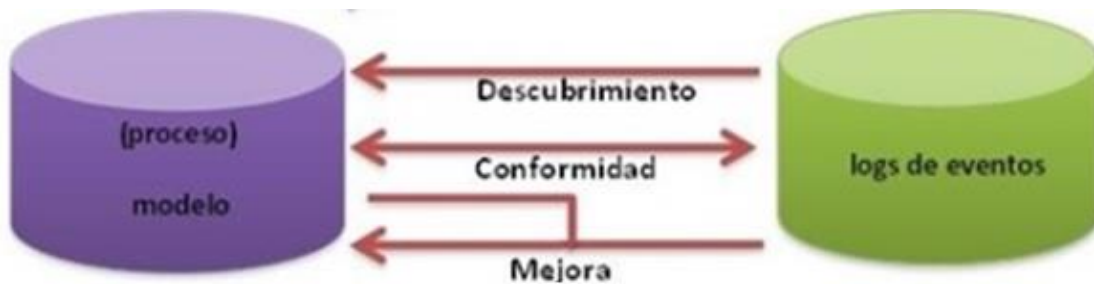 Descubrimiento
(proceso)
Conformidad
logs de eventos
modelo
Mejora